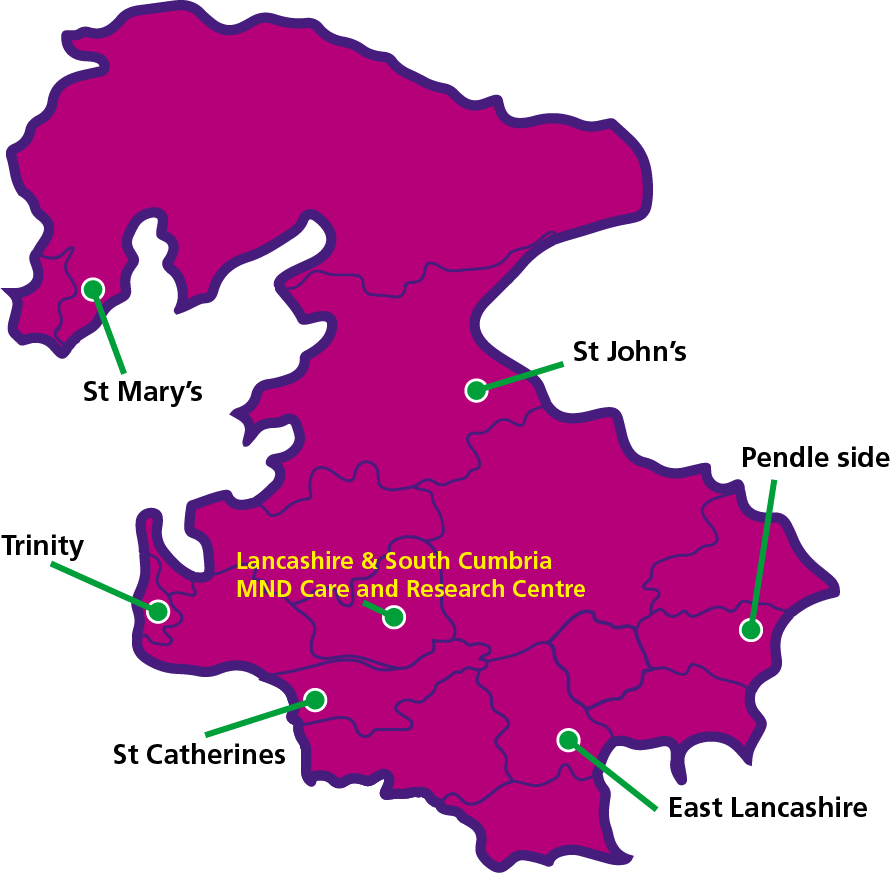 St John’s
St Mary’s
Pendle side
Trinity
Lancashire & South Cumbria
MND Care and Research Centre
St Catherines
East Lancashire